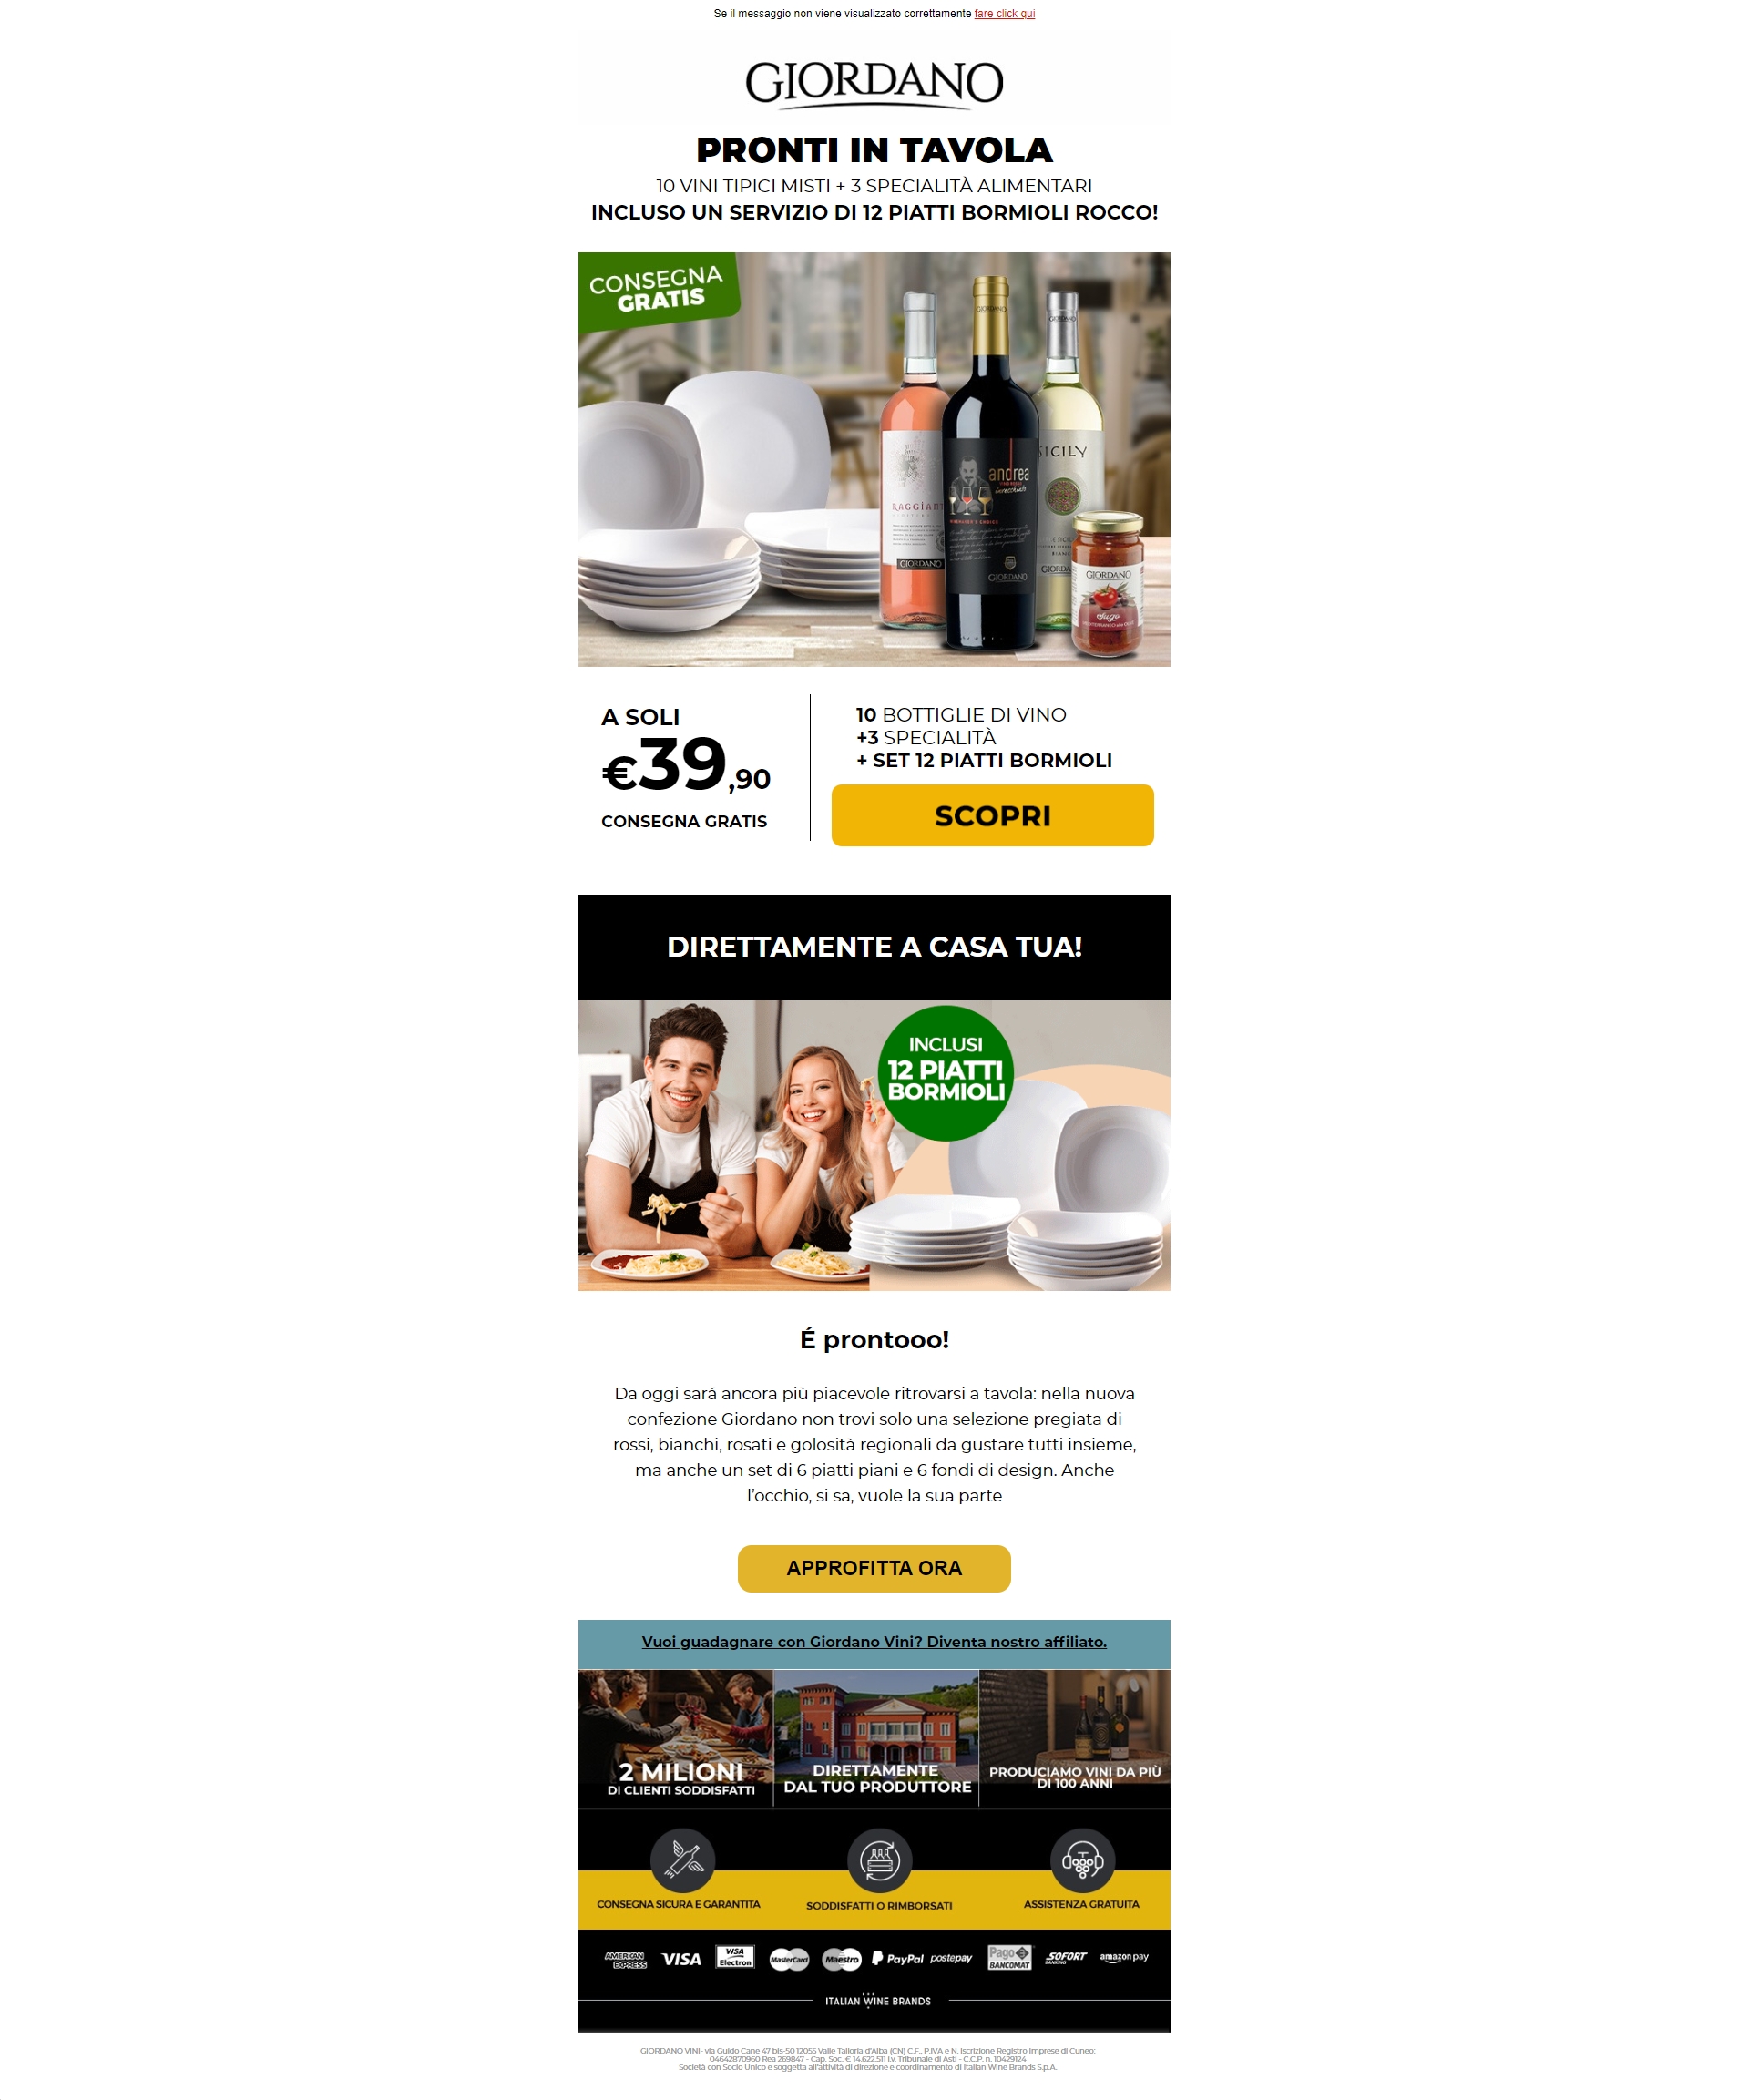 Se il messaggio non viene visualizzato correttamente fare click qui
GIORDANO
PRONTI IN TAVOLA
10 VINI TIPICI MISTI + 3 SPECIALITÀ ALIMENTARI
INCLUSO UN SERVIZIO DI 12 PIATTI BORMIOLI ROCCO!
CONSEGNA
GRATIS
GIORDANO
GIORDANO
SICILY
andrea
GIORDANO
GIORDANO
GIORDANO
Sugo
A SOLI
€39,90
CONSEGNA GRATIS
10 BOTTIGLIE DI VINO
+3 SPECIALITÀ
+ SET 12 PIATTI BORMIOLI
SCOPRI
DIRETTAMENTE A CASA TUA!
INCLUSI
12 PIATTI
BORMIOLI
É prontooo!
Da oggi sará ancora più piacevole ritrovarsi a tavola: nella nuova
confezione Giordano non trovi solo una selezione pregiata di
rossi, bianchi, rosati e golosità regionali da gustare tutti insieme,
ma anche un set di 6 piatti piani e 6 fondi di design. Anche
l’occhio, si sa, vuole la sua parte
APPROFITTA ORA
Vuoi guadagnare con Giordano Vini? Diventa nostro affiliato.
2 MILIONI
DI CLIENTI SODDISFATTI
DIRETTAMENTE
DAL TUO PRODUTTORE
PRODUCIAMO VINI DA PIÙ
DI 100 ANNI
CONSEGNA SICURA E GARANTITA
SODDISFATTI O RIMBORSATI
ASSISTENZA GRATUITA
AMERICAN EXPRESS VISA VISA Electron MasterCard Maestro PayPal postepay Pago BANCOMAT SOFORT BANKING amazon pay
ITALIAN WINE BRANDS
GIORDANO VINI- via Guido Cane 47 bis-50 12055 Valle Talloria d'Alba (CN) C.F., P.IVA e N. Iscrizione Registro Imprese di Cuneo:
04642870960 Rea 269847 - Cap. Soc. € 14.622.511 i.v. Tribunale di Asti - C.C.P. n. 10429124
Società con Socio Unico e soggetta all'attività di direzione e coordinamento di Italian Wine Brands S.p.A.